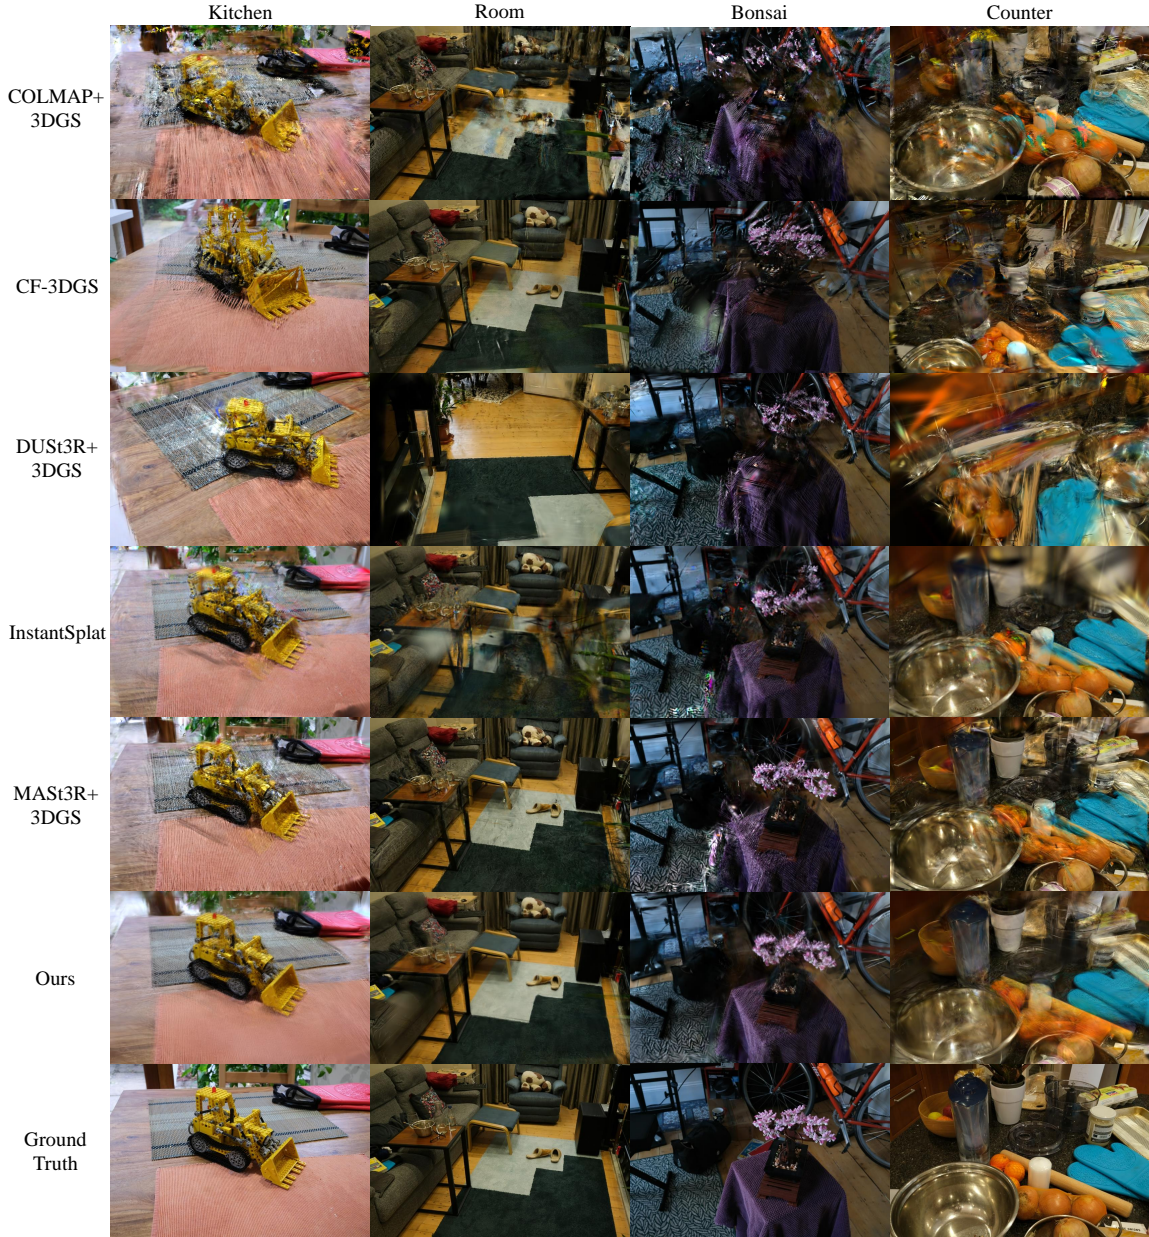 Kitchen
Room
Bonsai
Counter
COLMAP+
3DGS
CF-3DGS
DUSt3R+
3DGS
InstantSplat
MASt3R+
3DGS
Ours
Ground
Truth